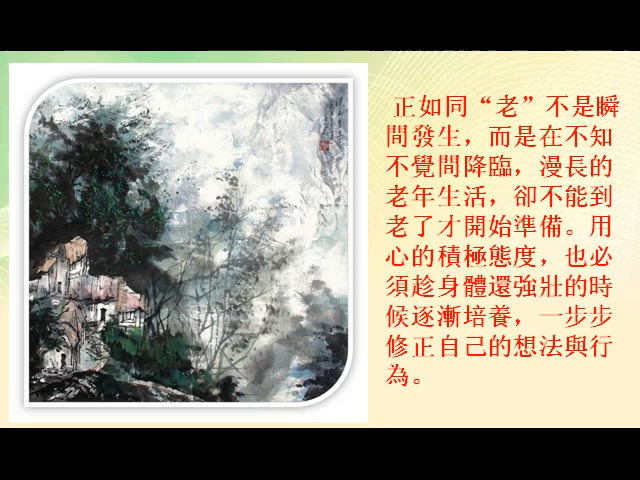 正如同“老”不是瞬
間發生，而是在不知
不覺間降臨，漫長的
老年生活，卻不能到
老了才開始準備。用
心的積極態度，也必
須趁身體還強壯的時
候逐漸培養，一步步
修正自己的想法與行
為。